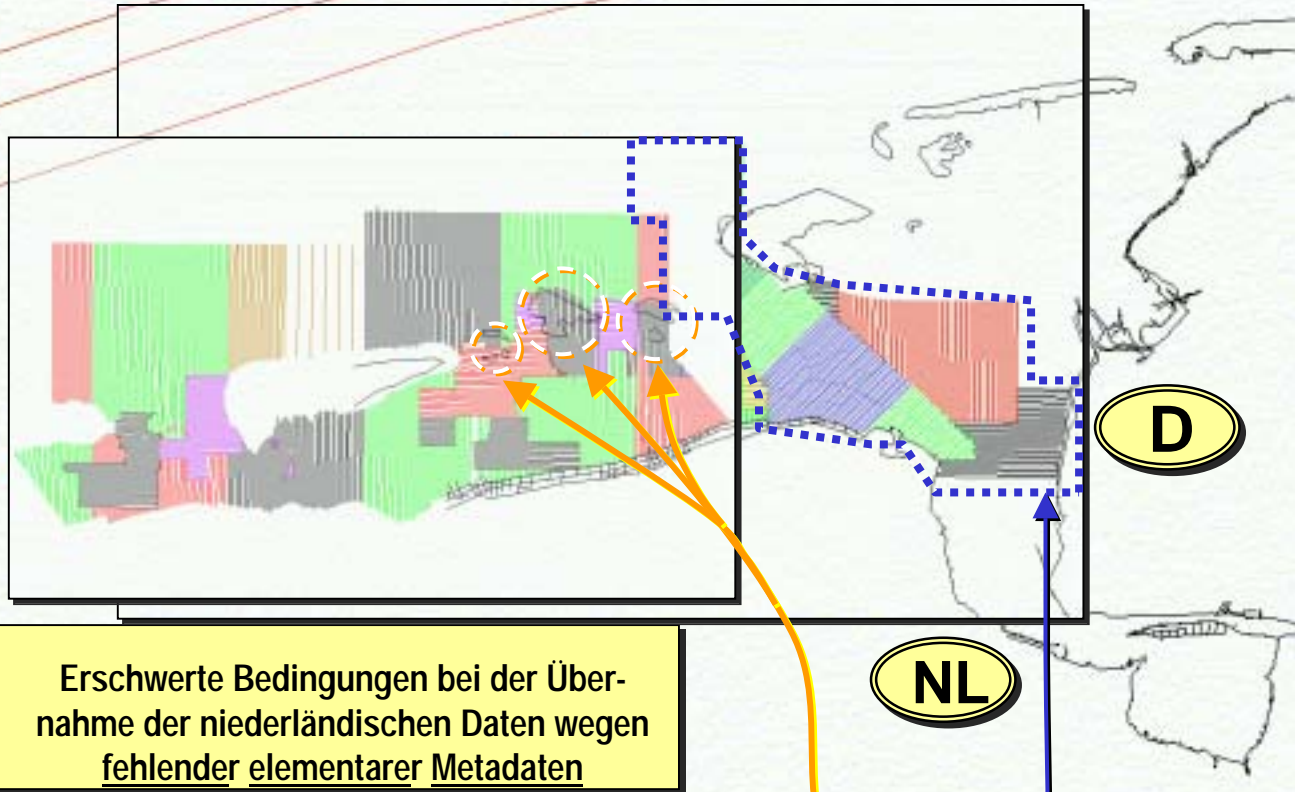 D
NL
Erschwerte Bedingungen bei der Über-
nahme der niederländischen Daten wegen
fehlender elementarer Metadaten